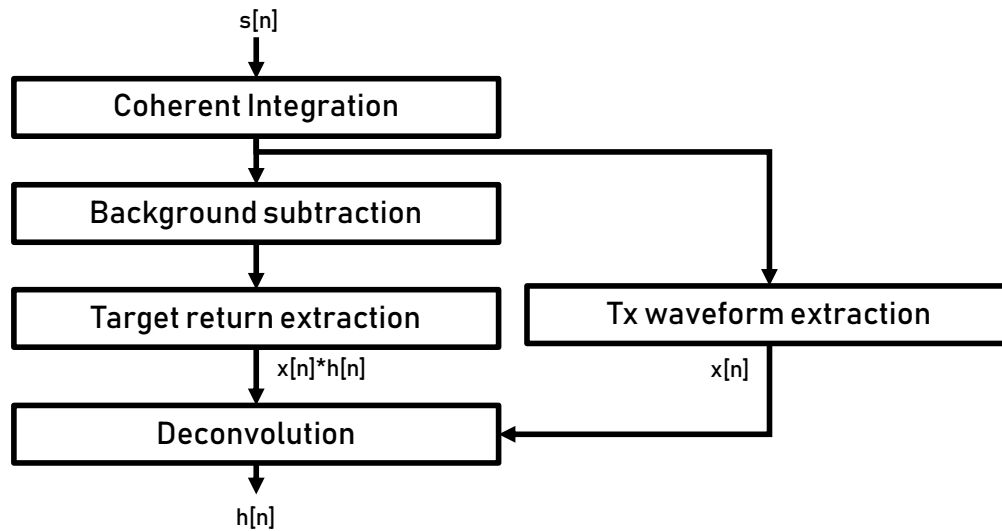 s[n]
Coherent Integration
Background subtraction
Target return extraction
Tx waveform extraction
x[n]*h[n]
x[n]
Deconvolution
h[n]